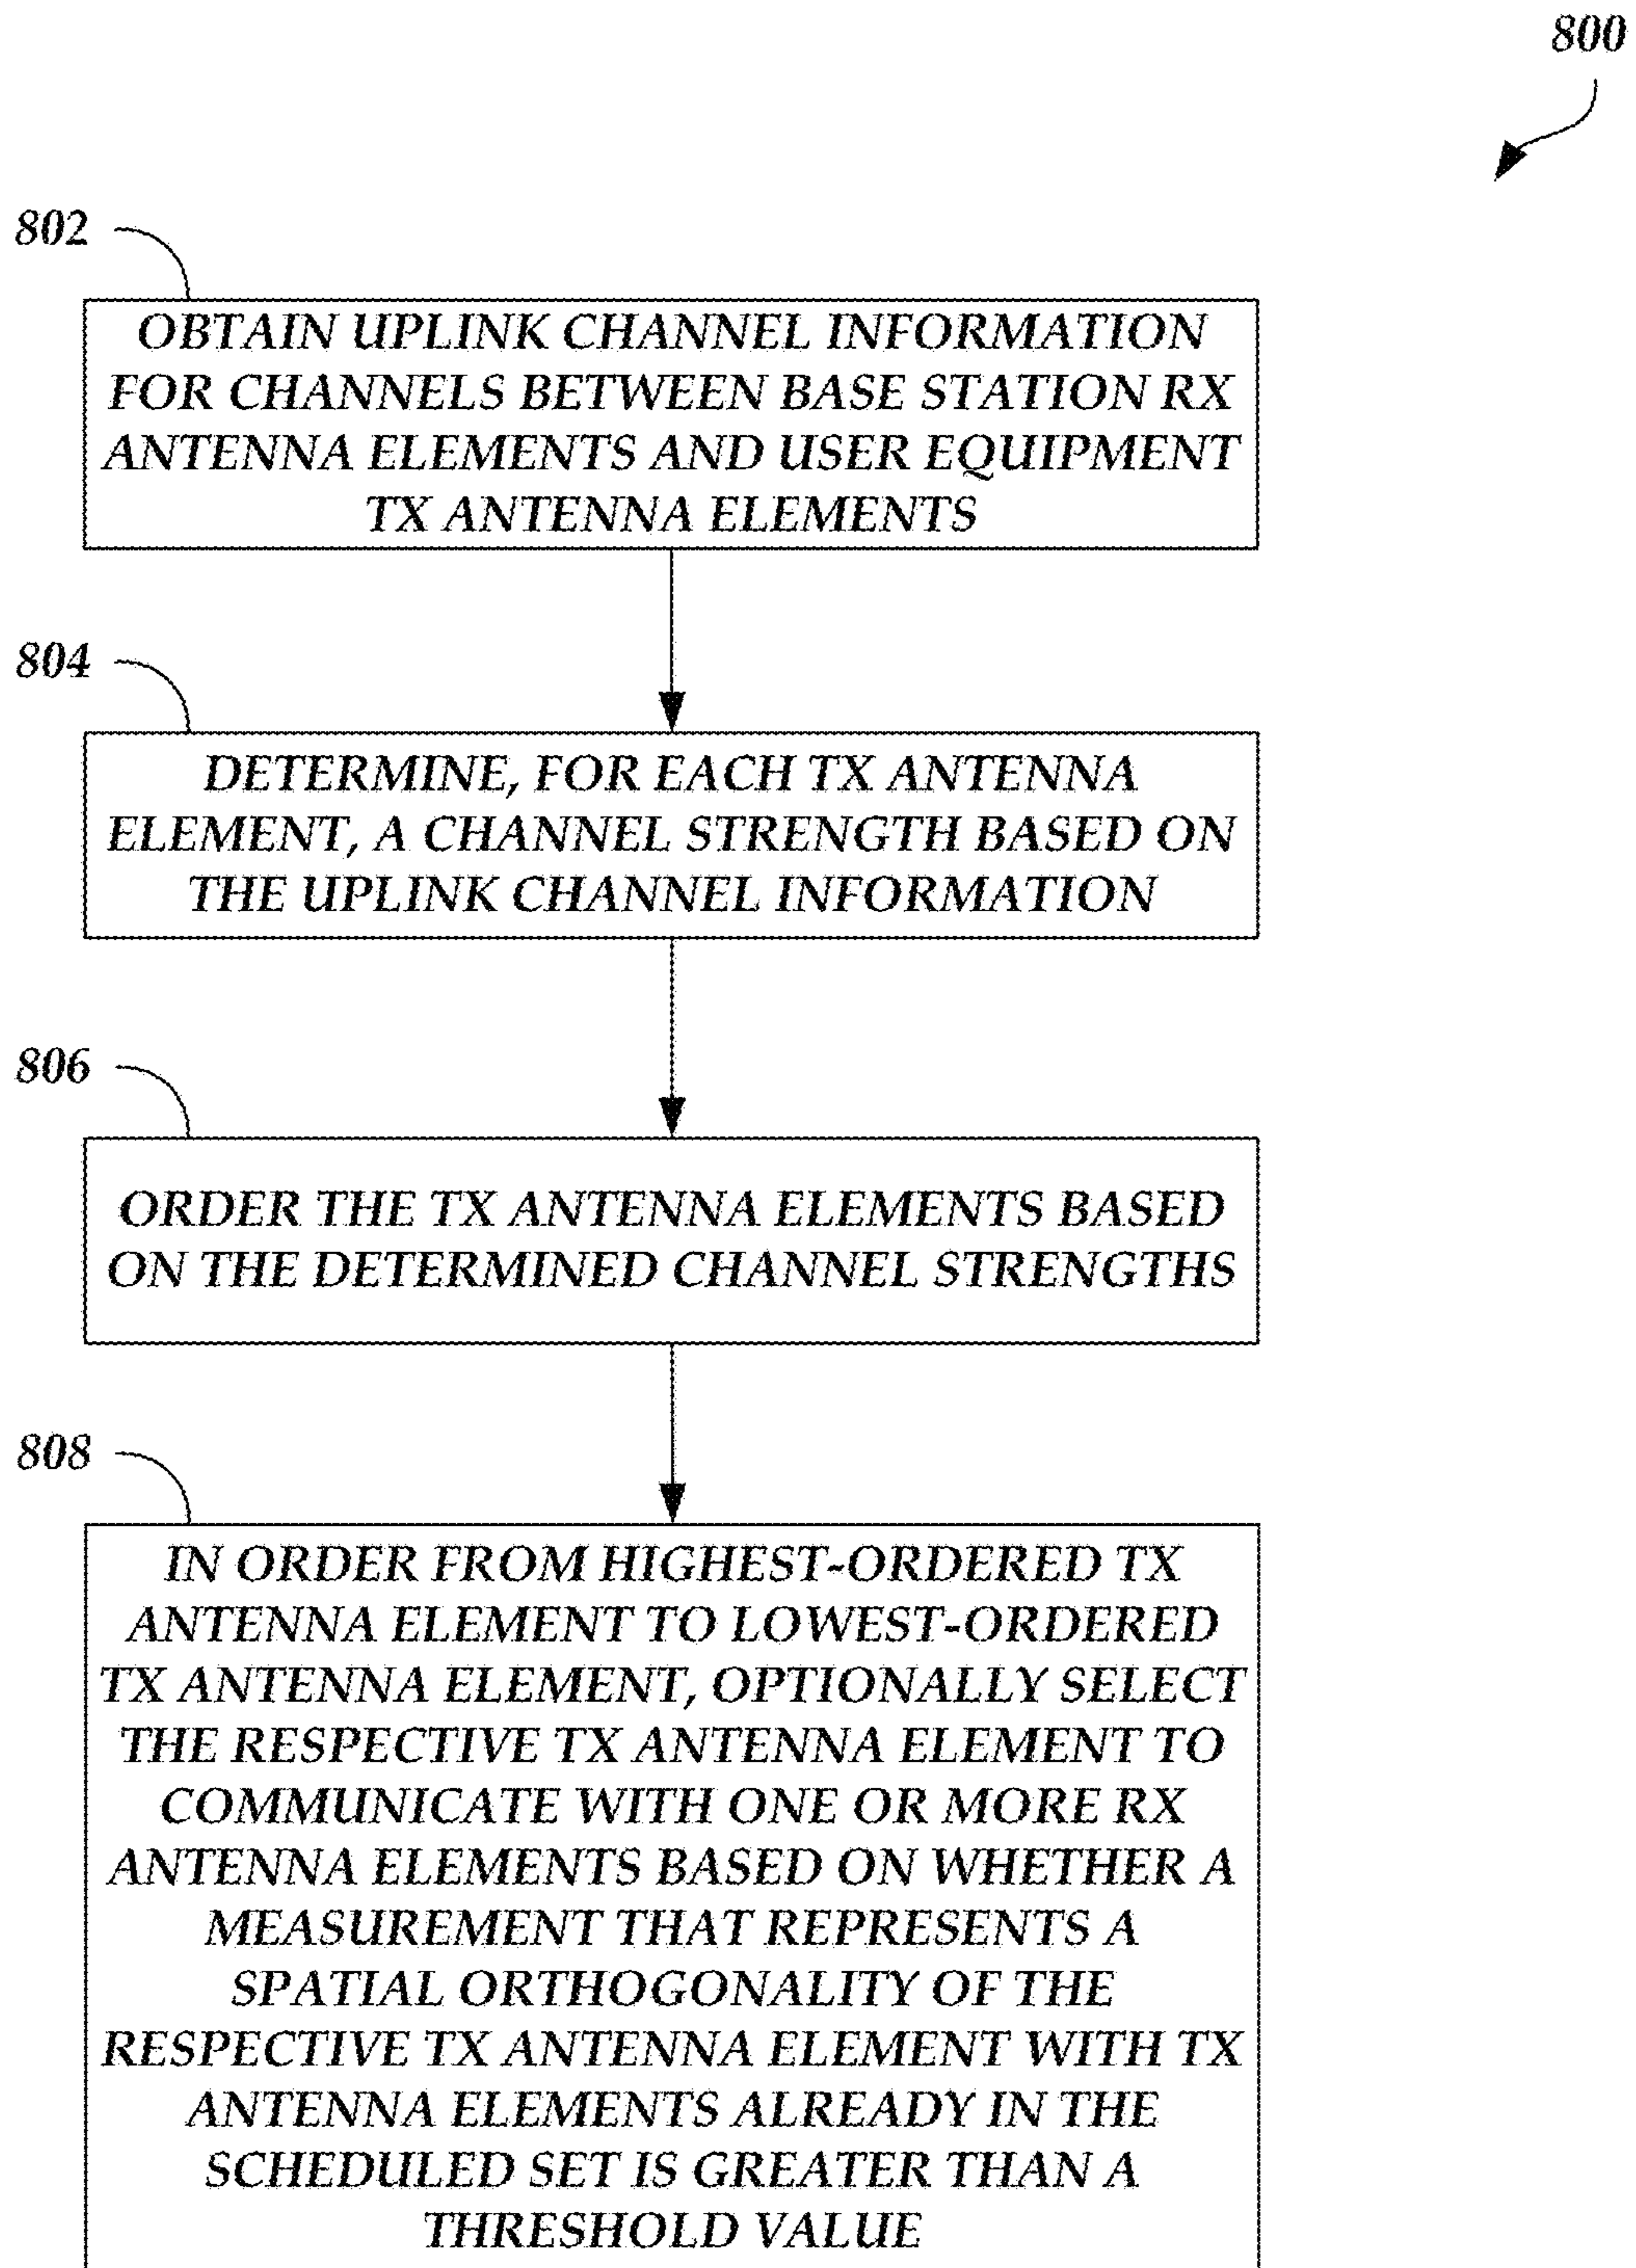 800
802
OBTAIN UPLINK CHANNEL INFORMATION
FOR CHANNELS BETWEEN BASE STATION RX
ANTENNA ELEMENTS AND USER EQUIPMENT
TX ANTENNA ELEMENTS
804
DETERMINE, FOR EACH TX ANTENNA
ELEMENT, A CHANNEL STRENGTH BASED ON
THE UPLINK CHANNEL INFORMATION
806
ORDER THE TX ANTENNA ELEMENTS BASED
ON THE DETERMINED CHANNEL STRENGTHS
808
IN ORDER FROM HIGHEST-ORDERED TX
ANTENNA ELEMENT TO LOWEST-ORDERED
TX ANTENNA ELEMENT, OPTIONALLY SELECT
THE RESPECTIVE TX ANTENNA ELEMENT TO
COMMUNICATE WITH ONE OR MORE RX
ANTENNA ELEMENTS BASED ON WHETHER A
MEASUREMENT THAT REPRESENTS A
SPATIAL ORTHOGONALITY OF THE
RESPECTIVE TX ANTENNA ELEMENT WITH TX
ANTENNA ELEMENTS ALREADY IN THE
SCHEDULED SET IS GREATER THAN A
THRESHOLD VALUE